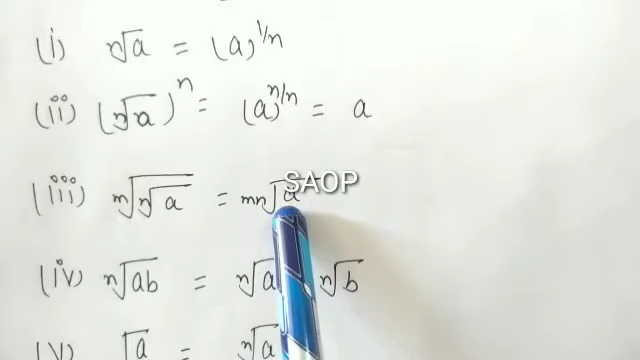 (i) ⁿ√a = (a)^1/n
(ii) (ⁿ√a)^n = (a)^n/n = a
SAOP
(iii) ᵐ√ⁿ√a = ᵐⁿ√a
(iv) ⁿ√ab = ⁿ√a ⁿ√b
(v) √a = ⁿ√a